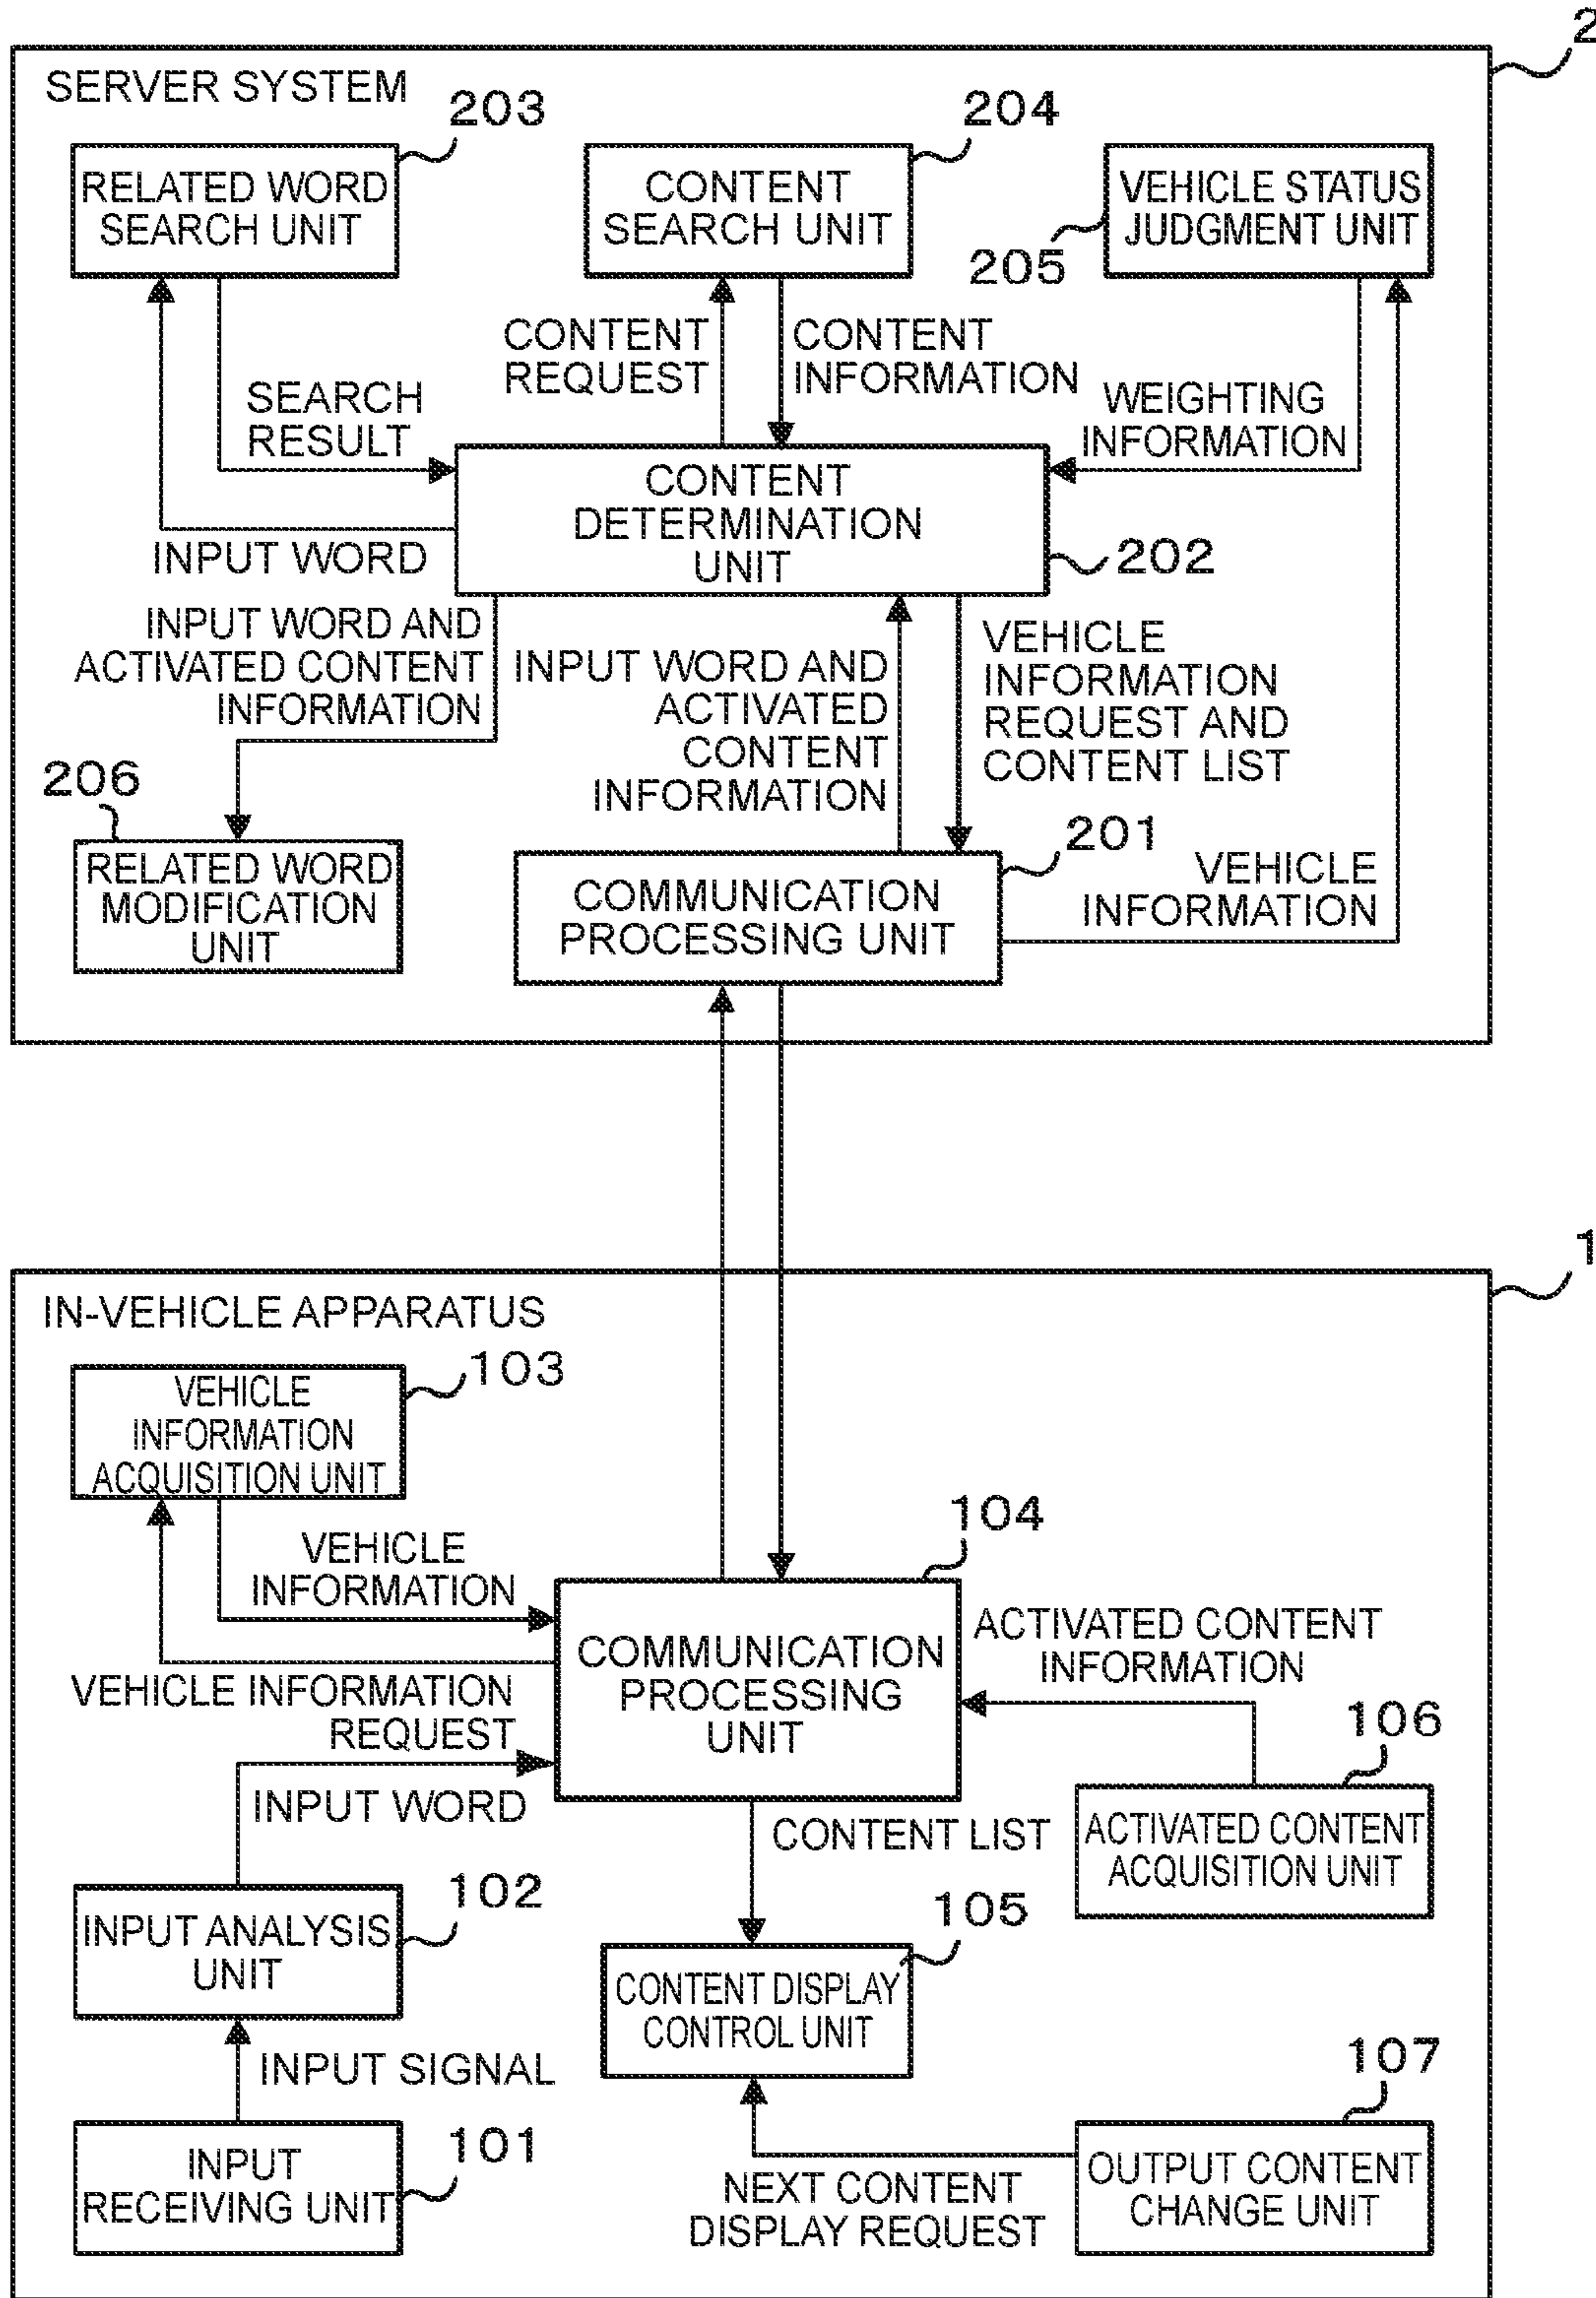 2
SERVER SYSTEM
203
204
RELATED WORD
SEARCH UNIT
CONTENT
SEARCH UNIT
VEHICLE STATUS
JUDGMENT UNIT
205
CONTENT
REQUEST
CONTENT
INFORMATION
SEARCH
RESULT
WEIGHTING
INFORMATION
CONTENT
DETERMINATION
UNIT
202
INPUT WORD
INPUT WORD AND
ACTIVATED CONTENT
INFORMATION
INPUT WORD AND
ACTIVATED
CONTENT
INFORMATION
VEHICLE
INFORMATION
REQUEST AND
CONTENT LIST
206
RELATED WORD
MODIFICATION
UNIT
201
COMMUNICATION
PROCESSING UNIT
VEHICLE
INFORMATION
1
IN-VEHICLE APPARATUS
103
VEHICLE
INFORMATION
ACQUISITION UNIT
104
VEHICLE
INFORMATION
COMMUNICATION
PROCESSING
UNIT
ACTIVATED CONTENT
INFORMATION
VEHICLE INFORMATION
REQUEST
106
INPUT WORD
CONTENT LIST
ACTIVATED CONTENT
ACQUISITION UNIT
102
INPUT ANALYSIS
UNIT
105
CONTENT DISPLAY
CONTROL UNIT
INPUT SIGNAL
107
101
INPUT
RECEIVING UNIT
NEXT CONTENT
DISPLAY REQUEST
OUTPUT CONTENT
CHANGE UNIT